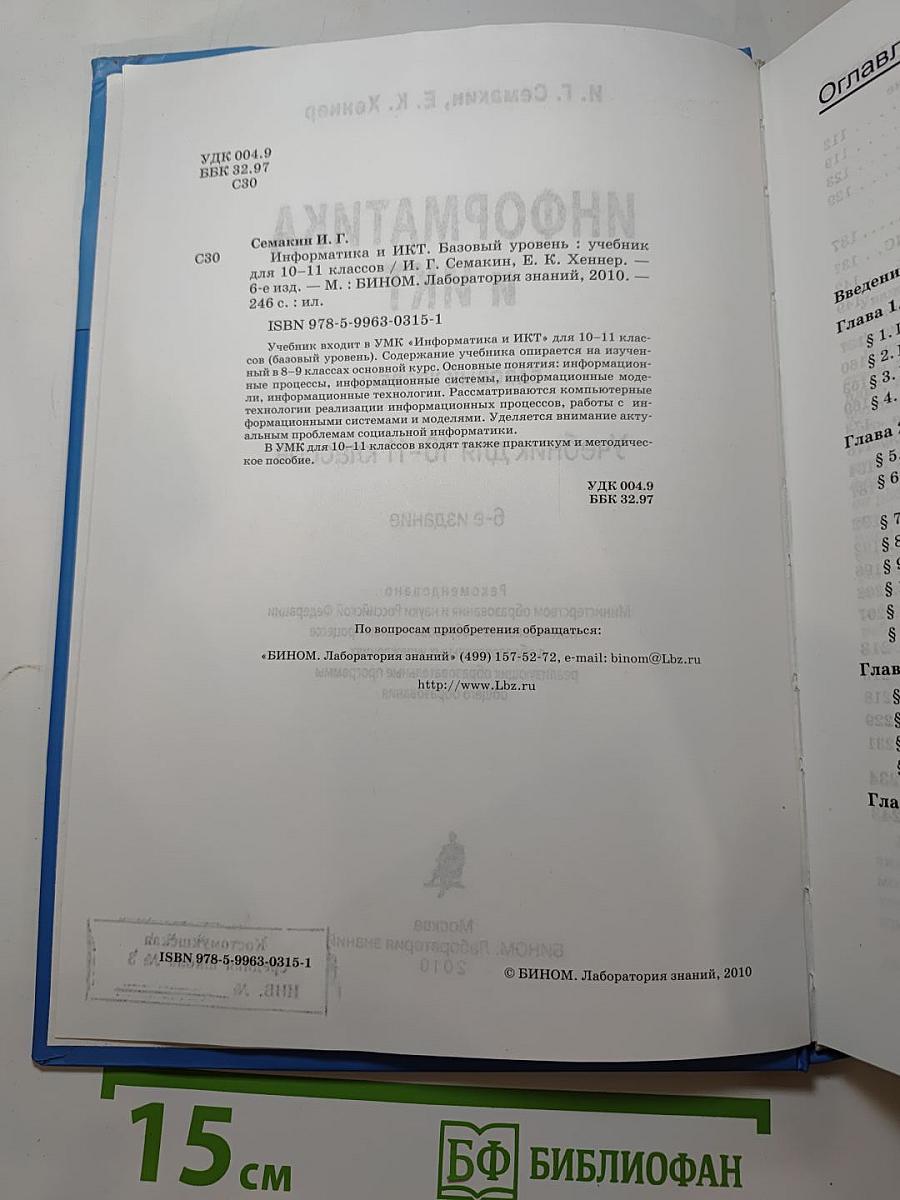 УДК 004.9
ББК 32.97
С30
Семакин И. Г.
С30 Информатика и ИКТ. Базовый уровень : учебник
для 10–11 классов / И. Г. Семакин, Е. К. Хеннер. —
6-е изд. — М. : БИНОМ. Лаборатория знаний, 2010. —
246 с. : ил.
ISBN 978-5-9963-0315-1
Учебник входит в УМК «Информатика и ИКТ» для 10–11 клас-
сов (базовый уровень). Содержание учебника опирается на изучен-
ный в 8–9 классах основной курс. Основные понятия: информацион-
ные процессы, информационные системы, информационные моде-
ли, информационные технологии. Рассматриваются компьютерные
технологии реализации информационных процессов, работы с ин-
формационными системами и моделями. Уделяется внимание акту-
альным проблемам социальной информатики.
В УМК для 10–11 классов входят также практикум и методичес-
кое пособие.
УДК 004.9
ББК 32.97
По вопросам приобретения обращаться:
«БИНОМ. Лаборатория знаний» (499) 157-52-72, e-mail: binom@Lbz.ru
http://www.Lbz.ru
ISBN 978-5-9963-0315-1
© БИНОМ. Лаборатория знаний, 2010
Оглавл
Введени
Глава 1.
§ 1.
§ 2.
§ 3.
§ 4.
Глава 2
§ 5.
§ 6
§ 7
§ 8
§ 9
§
§
§
Глав
§
§
§
§
Гла
15 см
БФ БИБЛИОФАН